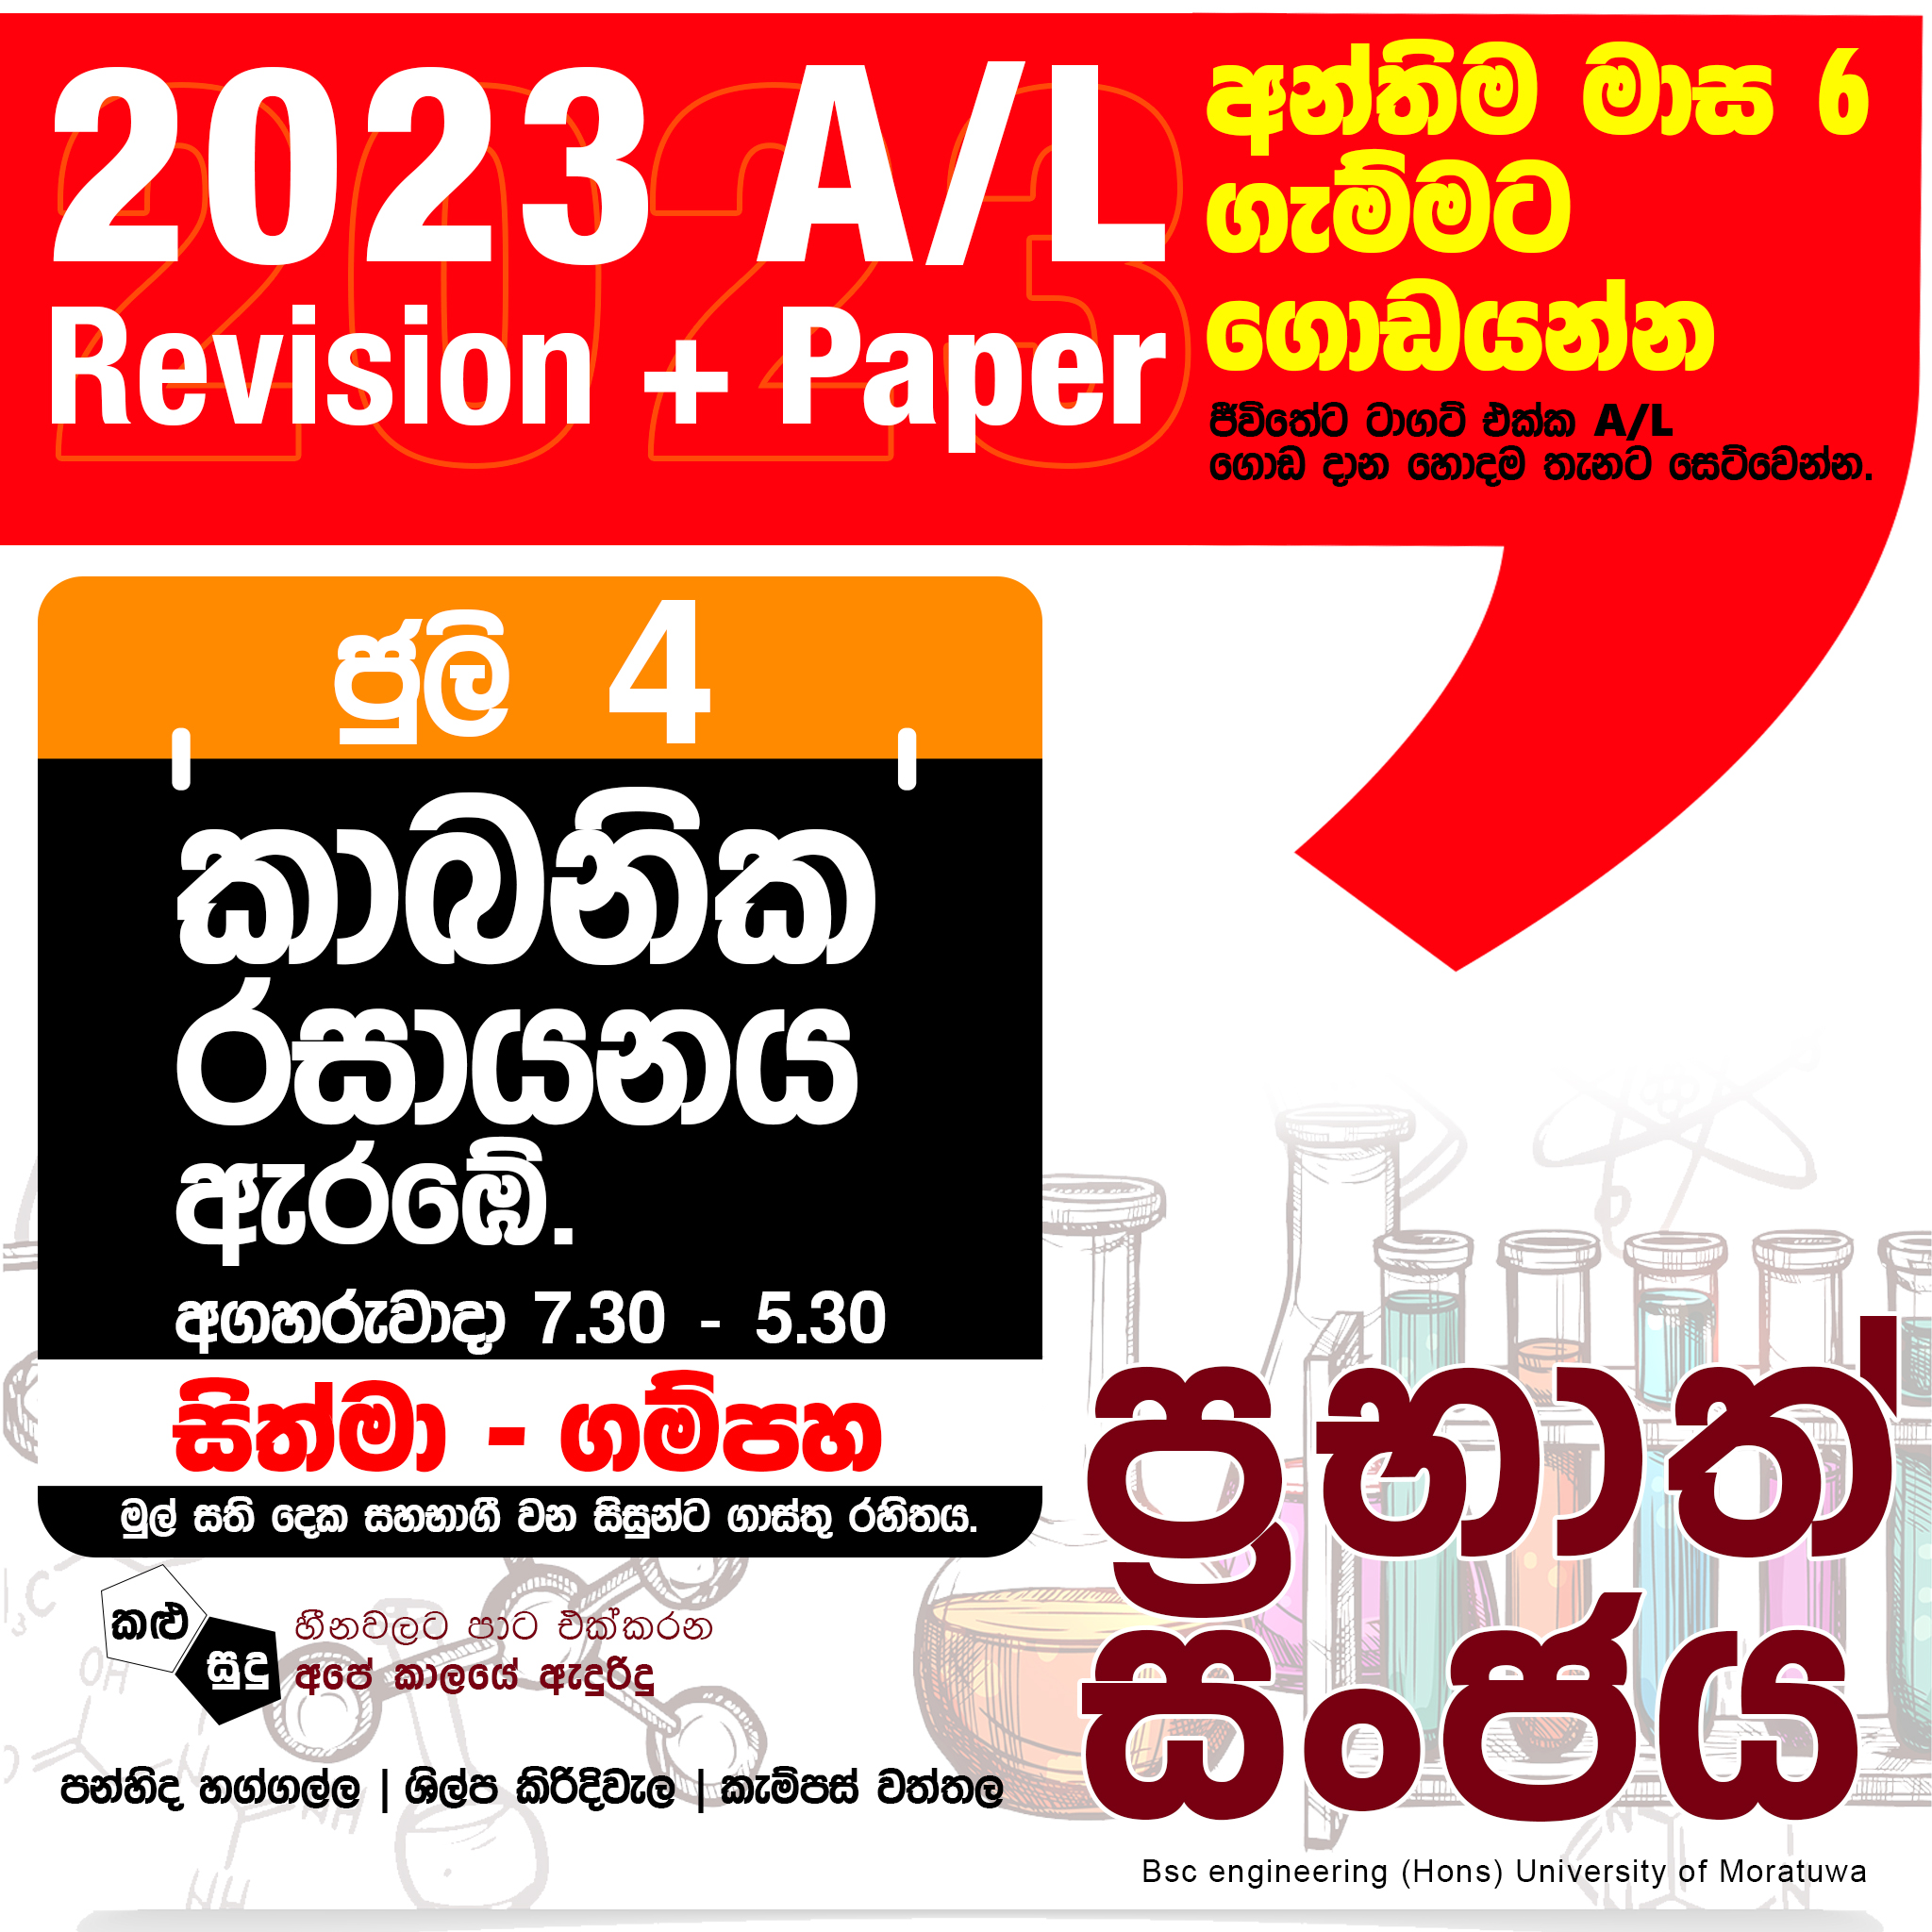 2023 A/L
Revision + Paper
අන්තිම මාස 6
ගැම්මට
ගොඩයන්න
ජීවිතේට ටාගට් එක්ක A/L
ගොඩ දාන හොදම තැනට සෙට්වෙන්න.
ජුලි 4
කාබනික
රසායනය
ඇරඹේ.
අගහරුවාදා 7.30 - 5.30
සිත්මා - ගම්පහ
මුල් සති දෙක සහභාගී වන සිසුන්ට ගාස්තු රහිතය.
කළු
සුදු
හීනවලට පාට එක්කරන
අපේ කාලයේ ඇදුරිදු
පන්හිද හග්ගල්ල | ශිල්ප කිරිදිවැල | කැම්පස් වත්තල
ප්‍රභාත්
සංජය
Bsc engineering (Hons) University of Moratuwa